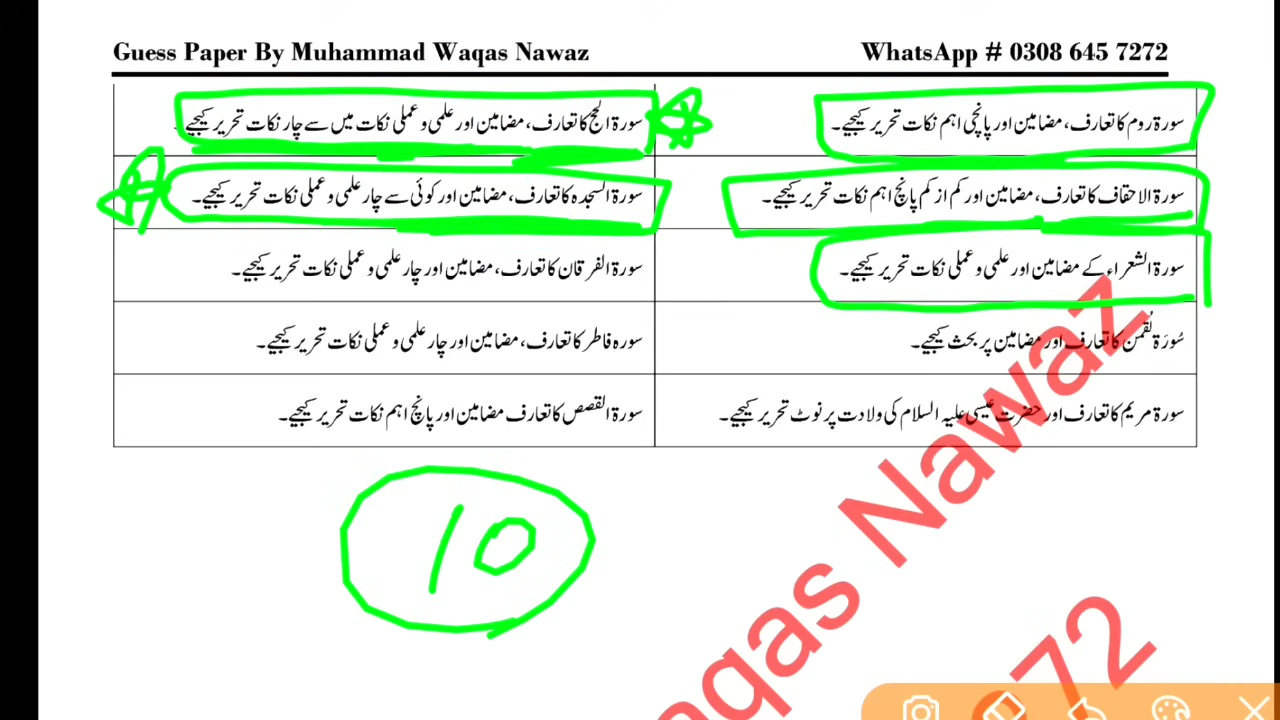 Guess Paper By Muhammad Waqas Nawaz WhatsApp # 0308 645 7272
سورۃ روم کا تعارف، مضامین اور پانچی اہم نکات تحریر کیجیے۔
سورۃ الحج کا تعارف، مضامین اور علمی و عملی نکات میں سے چار نکات تحریر کیجیے۔
سورۃ الاحقاف کا تعارف، مضامین اور کم از کم پانچ اہم نکات تحریر کیجیے۔
سورۃ السجدہ کا تعارف، مضامین اور کوئی سے چار علمی و عملی نکات تحریر کیجیے۔
سورۃ الشعراء کے مضامین اور علمی و عملی نکات تحریر کیجیے۔
سورۃ الفرقان کا تعارف، مضامین اور چار علمی و عملی نکات تحریر کیجیے۔
سُورَۃ لُقمٰن کا تعارف اور مضامین پر بحث کیجیے۔
سورہ فاطر کا تعارف، مضامین اور چار علمی و عملی نکات تحریر کیجیے۔
سورۃ مریم کا تعارف اور حضرت عیسیٰ علیہ السلام کی ولادت پر نوٹ تحریر کیجیے۔
سورۃ القصص کا تعارف مضامین اور پانچ اہم نکات تحریر کیجیے۔
10
Nawaz
aqas
72